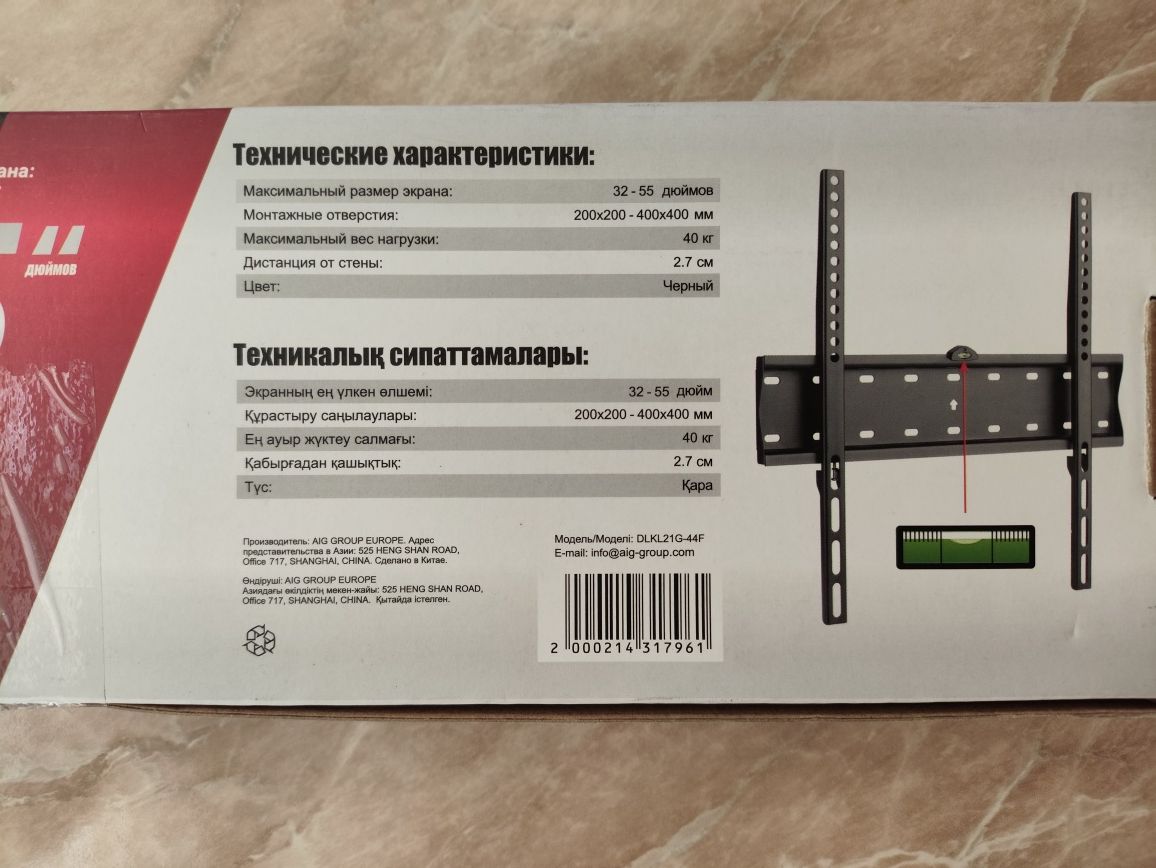 ана:
дюймов
Технические характеристики:
Максимальный размер экрана: 32 - 55 дюймов
Монтажные отверстия: 200x200 - 400x400 мм
Максимальный вес нагрузки: 40 кг
Дистанция от стены: 2.7 см
Цвет: Черный
Техникалық сипаттамалары:
Экранның ең үлкен өлшемі: 32 - 55 дюйм
Құрастыру саңылаулары: 200x200 - 400x400 мм
Ең ауыр жүктеу салмағы: 40 кг
Қабырғадан қашықтық: 2.7 см
Түс: Қара
Производитель: AIG GROUP EUROPE. Адрес
представительства в Азии: 525 HENG SHAN ROAD,
Office 717, SHANGHAI, CHINA. Сделано в Китае.
Өндіруші: AIG GROUP EUROPE
Азиядағы өкілдіктің мекен-жайы: 525 HENG SHAN ROAD,
Office 717, SHANGHAI, CHINA. Қытайда істелген.
Модель/Моделі: DLKL21G-44F
E-mail: info@aig-group.com
2 000214 317961